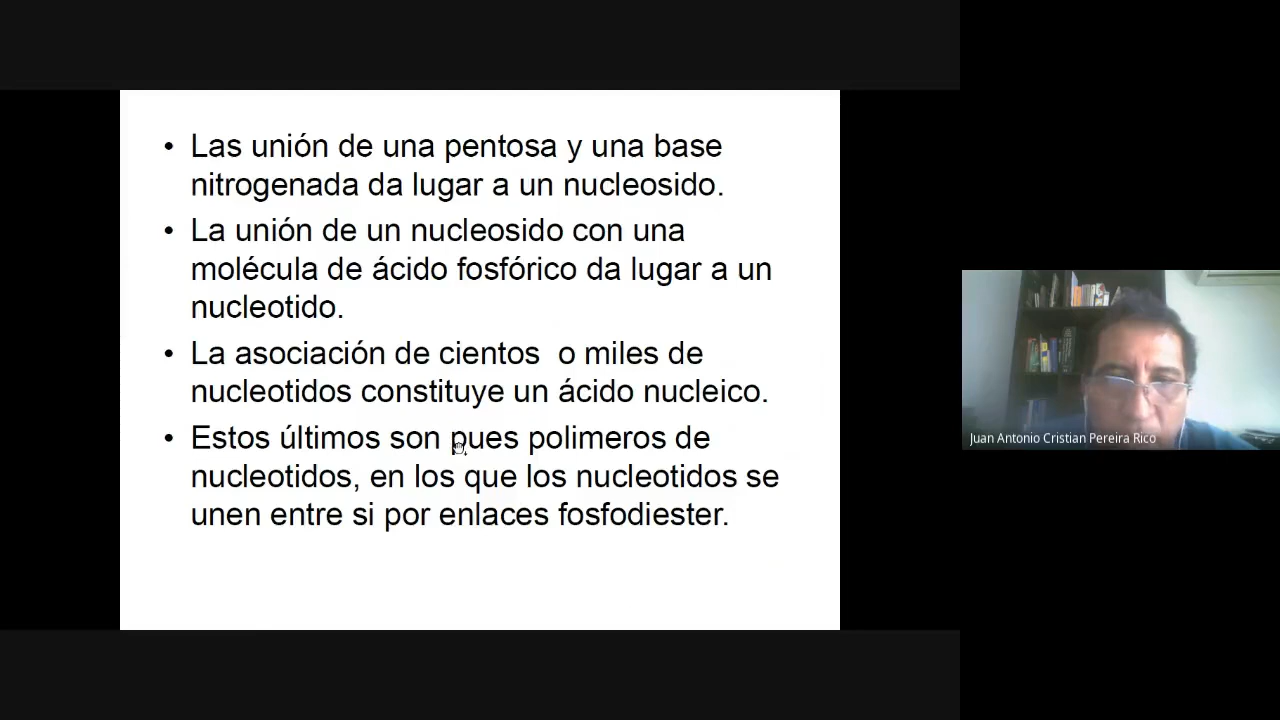 • Las unión de una pentosa y una base
nitrogenada da lugar a un nucleosido.
• La unión de un nucleosido con una
molécula de ácido fosfórico da lugar a un
nucleotido.
• La asociación de cientos  o miles de
nucleotidos constituye un ácido nucleico.
• Estos últimos son pues polimeros de
nucleotidos, en los que los nucleotidos se
unen entre si por enlaces fosfodiester.
Juan Antonio Cristian Pereira Rico